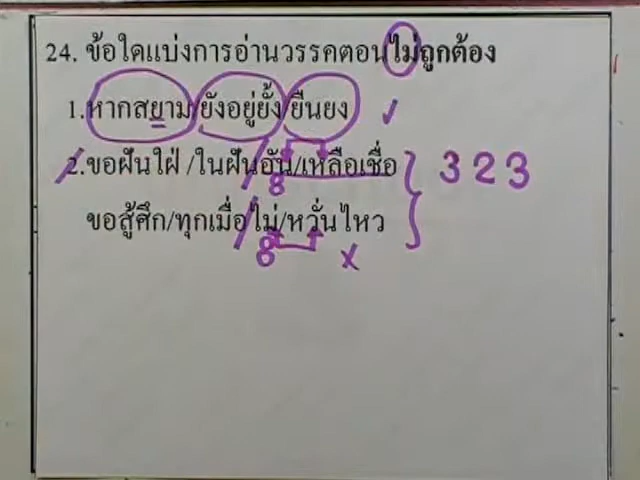 24. ข้อใดแบ่งการอ่านวรรคตอนไม่ถูกต้อง
1.หากสยาม/ยังอยู่ยั้ง/ยืนยง
2.ขอฝันใฝ่ /ในฝันอัน/เหลือเชื่อ 323
ขอสู้ศึก/ทุกเมื่อไม่/หวั่นไหว